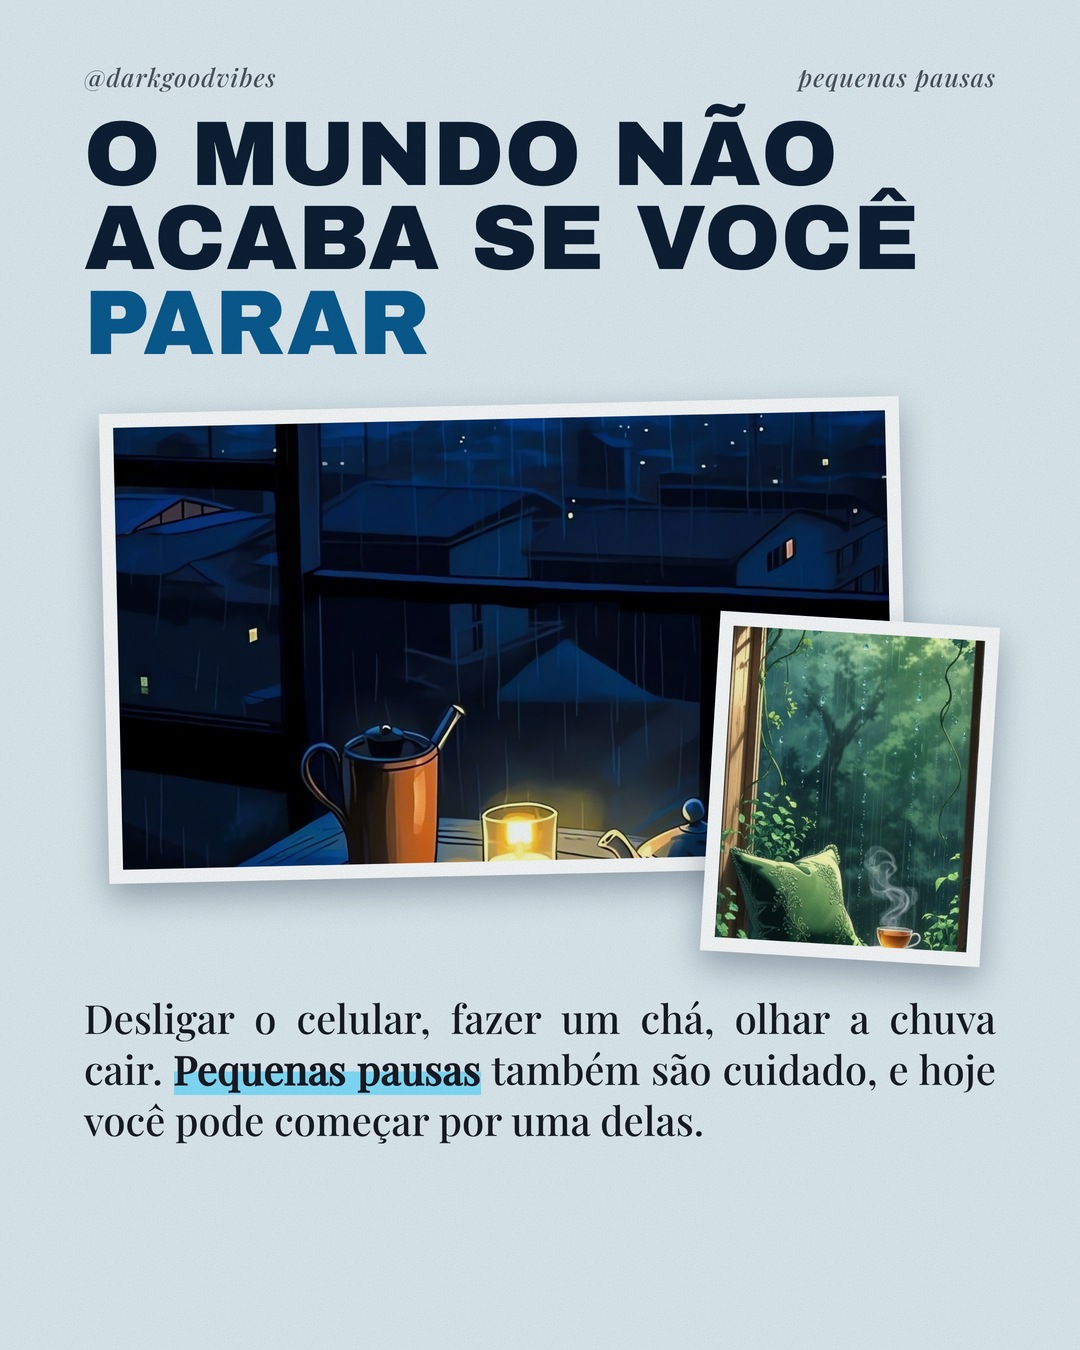 @darkgoodvibes
pequenas pausas
O MUNDO NÃO
ACABA SE VOCÊ
PARAR
Desligar o celular, fazer um chá, olhar a chuva
cair. Pequenas pausas também são cuidado, e hoje
você pode começar por uma delas.